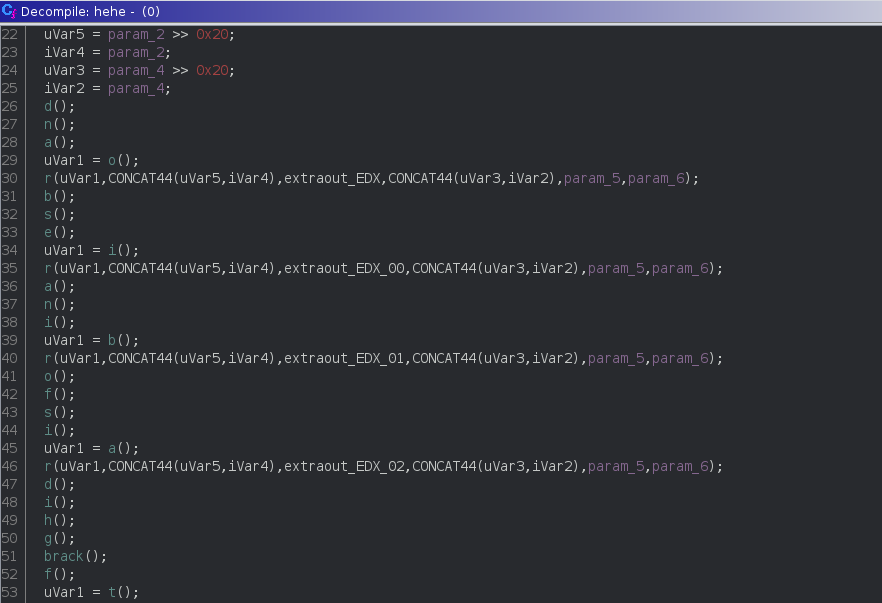 Decompile: hehe - (0)
22 uVar5 = param_2 >> 0x20;
23 iVar4 = param_2;
24 uVar3 = param_4 >> 0x20;
25 iVar2 = param_4;
26 d();
27 n();
28 a();
29 uVar1 = o();
30 r(uVar1,CONCAT44(uVar5,iVar4),extraout_EDX,CONCAT44(uVar3,iVar2),param_5,param_6);
31 b();
32 s();
33 e();
34 uVar1 = i();
35 r(uVar1,CONCAT44(uVar5,iVar4),extraout_EDX_00,CONCAT44(uVar3,iVar2),param_5,param_6);
36 a();
37 n();
38 i();
39 uVar1 = b();
40 r(uVar1,CONCAT44(uVar5,iVar4),extraout_EDX_01,CONCAT44(uVar3,iVar2),param_5,param_6);
41 o();
42 f();
43 s();
44 i();
45 uVar1 = a();
46 r(uVar1,CONCAT44(uVar5,iVar4),extraout_EDX_02,CONCAT44(uVar3,iVar2),param_5,param_6);
47 d();
48 i();
49 h();
50 g();
51 brack();
52 f();
53 uVar1 = t();